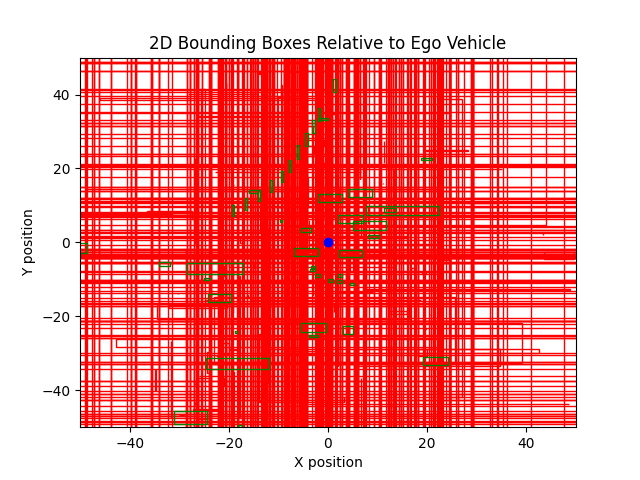 2D Bounding Boxes Relative to Ego Vehicle
40
20
0
−20
−40
Y position
−40 −20 0 20 40
X position